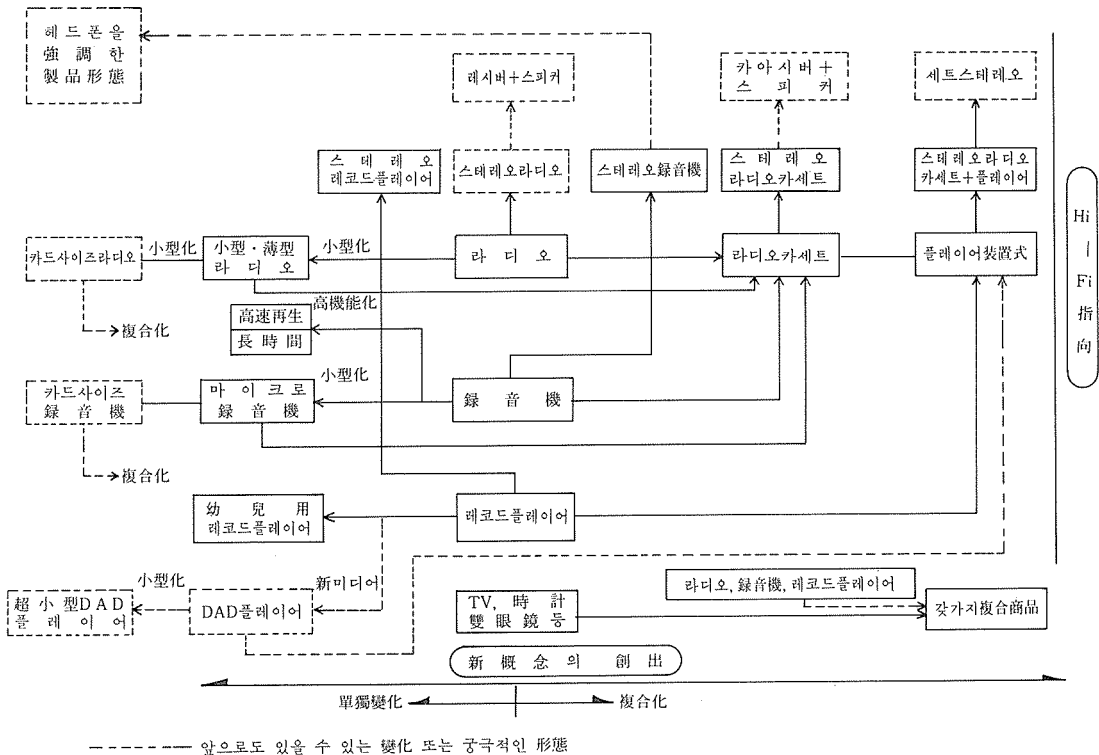 헤드폰을
強調한
製品形態
레시버+스피커
카아시버+
스피커
세트스테레오
스테레오
레코드플레이어
스테레오라디오
스테레오録音機
스테레오
라디오카세트
스테레오라디오
카세트+플레이어
카드사이즈라디오
小型化
小型·薄型
라디오
小型化
라디오
라디오카세트
플레이어装置式
Hi-Fi指向
複合化
高機能化
高速再生
長時間
카드사이즈
録音機
마이크로
録音機
小型化
録音機
複合化
幼兒用
레코드플레이어
레코드플레이어
超小型DAD
플레이어
小型化
DAD플레이어
新미디어
TV, 時計
雙眼鏡等
라디오, 録音機, 레코드플레이어
갖가지複合商品
新概念의 創出
單獨變化
複合化
앞으로도 있을 수 있는 變化 또는 궁극적인 形態